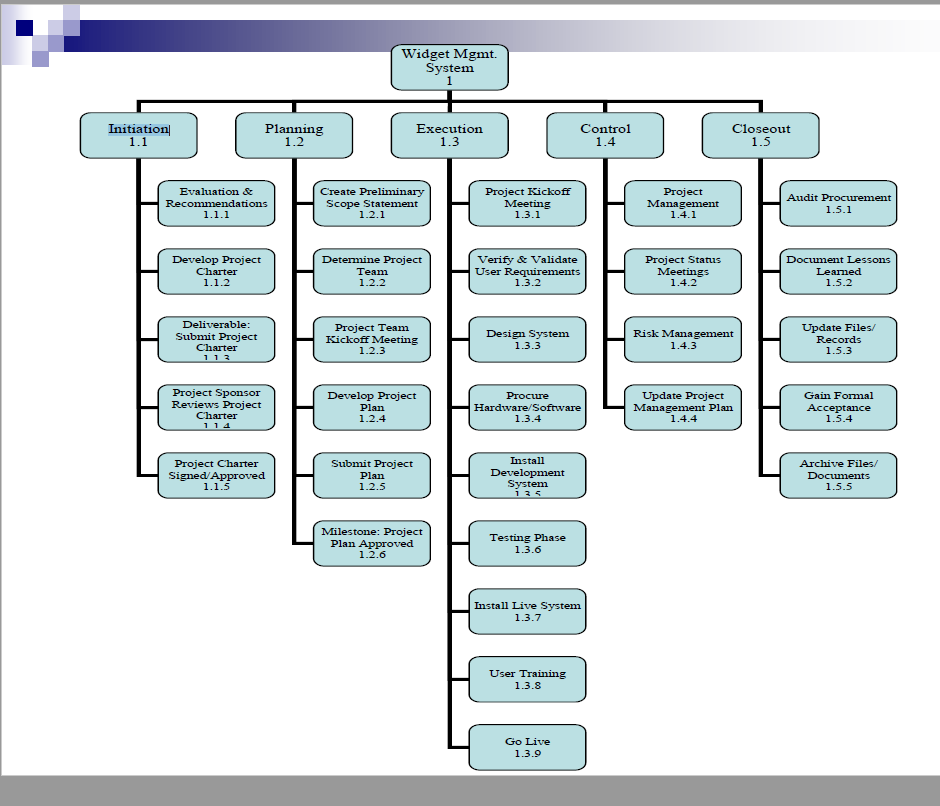 Widget Mgmt.
System
1
Initiation
1.1
Planning
1.2
Execution
1.3
Control
1.4
Closeout
1.5
Evaluation &
Recommendations
1.1.1
Develop Project
Charter
1.1.2
Deliverable:
Submit Project
Charter
1.1.3
Project Sponsor
Reviews Project
Charter
1.1.4
Project Charter
Signed/Approved
1.1.5
Create Preliminary
Scope Statement
1.2.1
Determine Project
Team
1.2.2
Project Team
Kickoff Meeting
1.2.3
Develop Project
Plan
1.2.4
Submit Project
Plan
1.2.5
Milestone: Project
Plan Approved
1.2.6
Project Kickoff
Meeting
1.3.1
Verify & Validate
User Requirements
1.3.2
Design System
1.3.3
Procure
Hardware/Software
1.3.4
Install
Development
System
1.3.5
Testing Phase
1.3.6
Install Live System
1.3.7
User Training
1.3.8
Go Live
1.3.9
Project
Management
1.4.1
Project Status
Meetings
1.4.2
Risk Management
1.4.3
Update Project
Management Plan
1.4.4
Audit Procurement
1.5.1
Document Lessons
Learned
1.5.2
Update Files/
Records
1.5.3
Gain Formal
Acceptance
1.5.4
Archive Files/
Documents
1.5.5